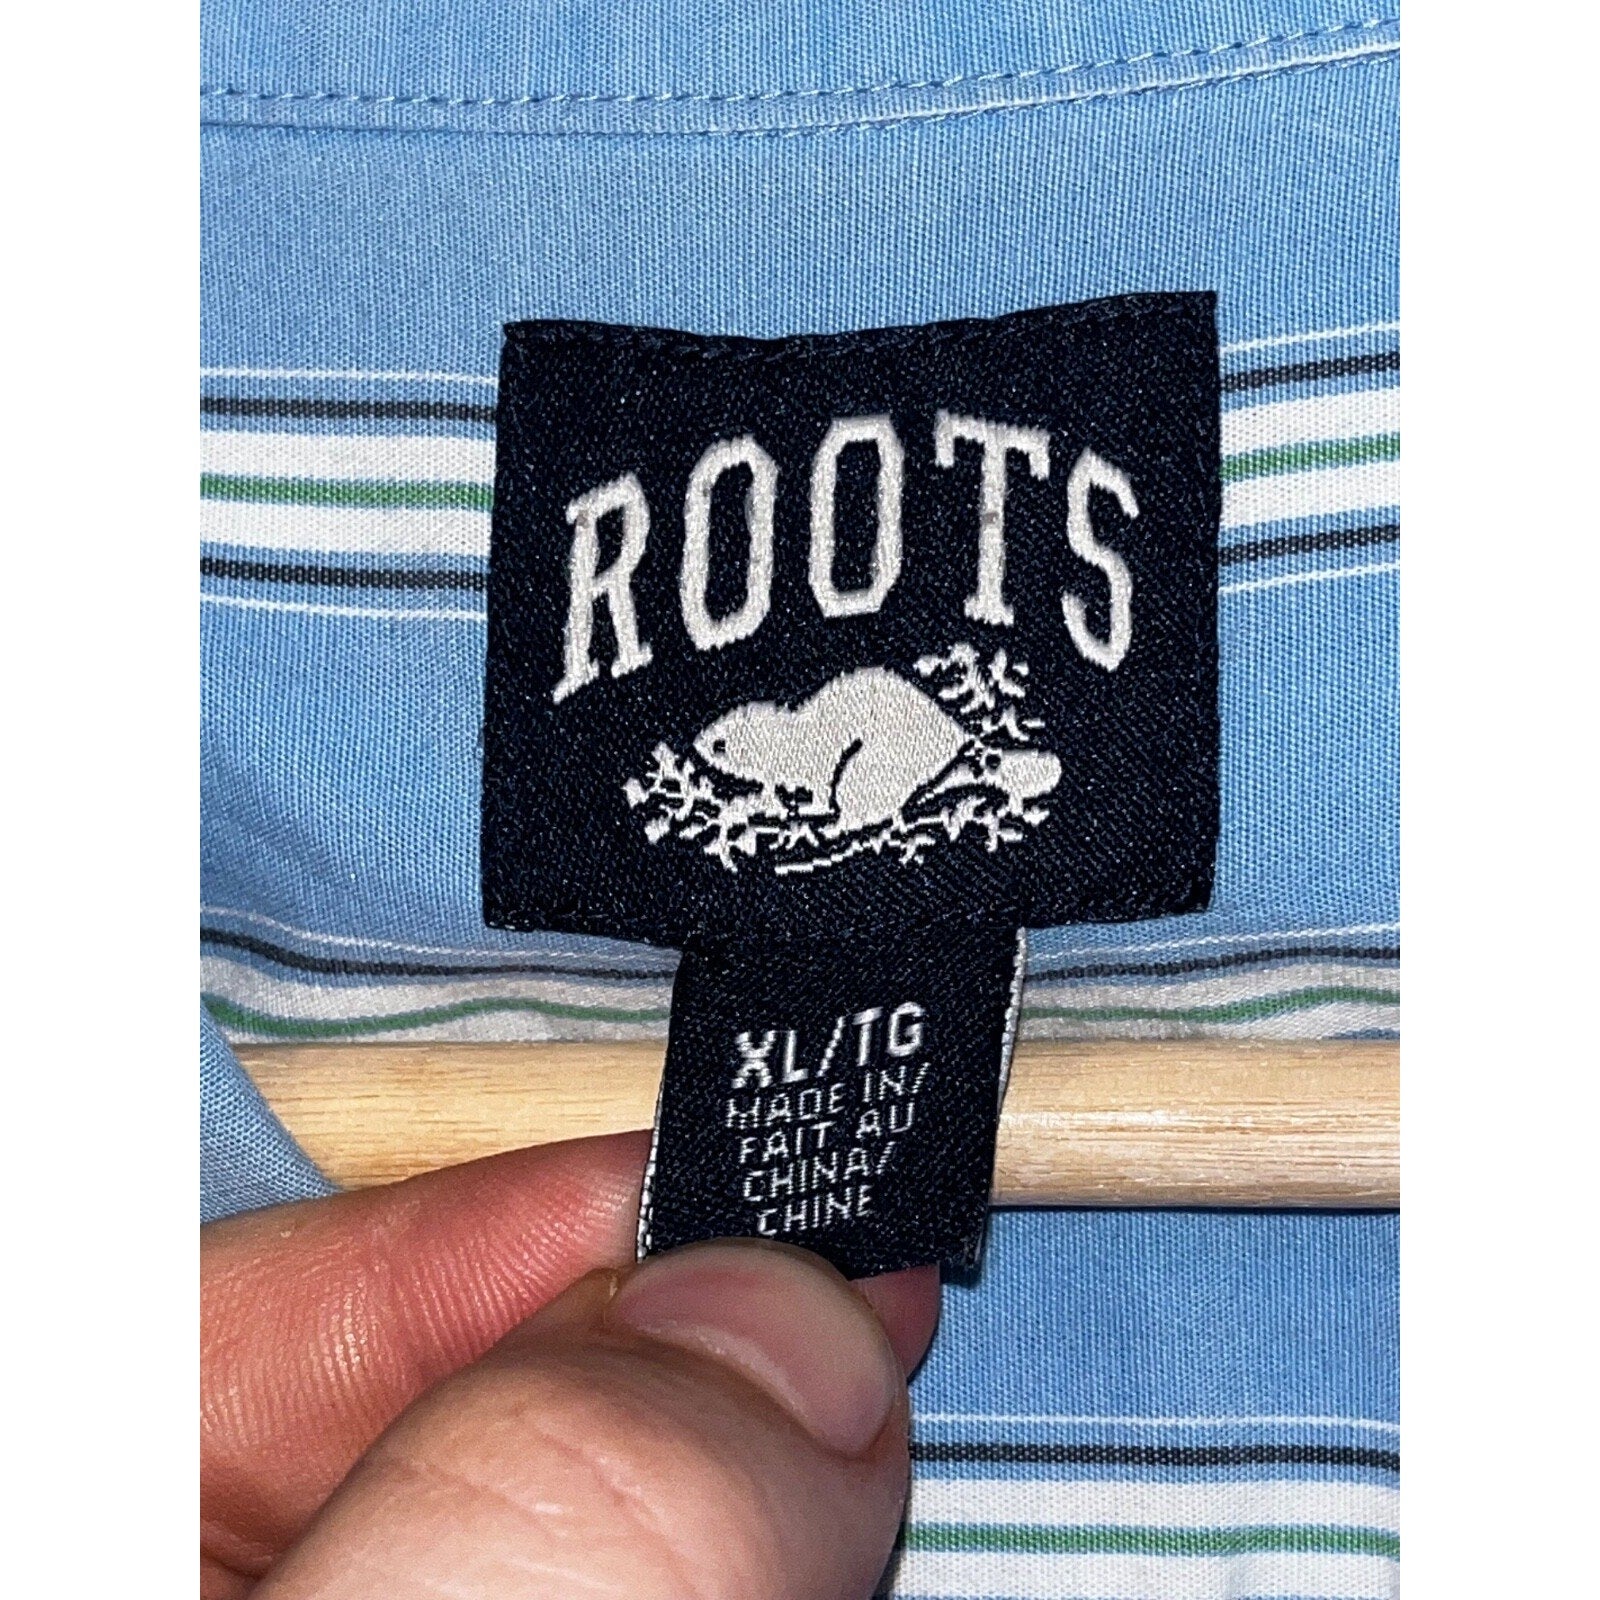 ROOTS
XL/TG
MADE IN/
FAIT AU
CHINA/
CHINE